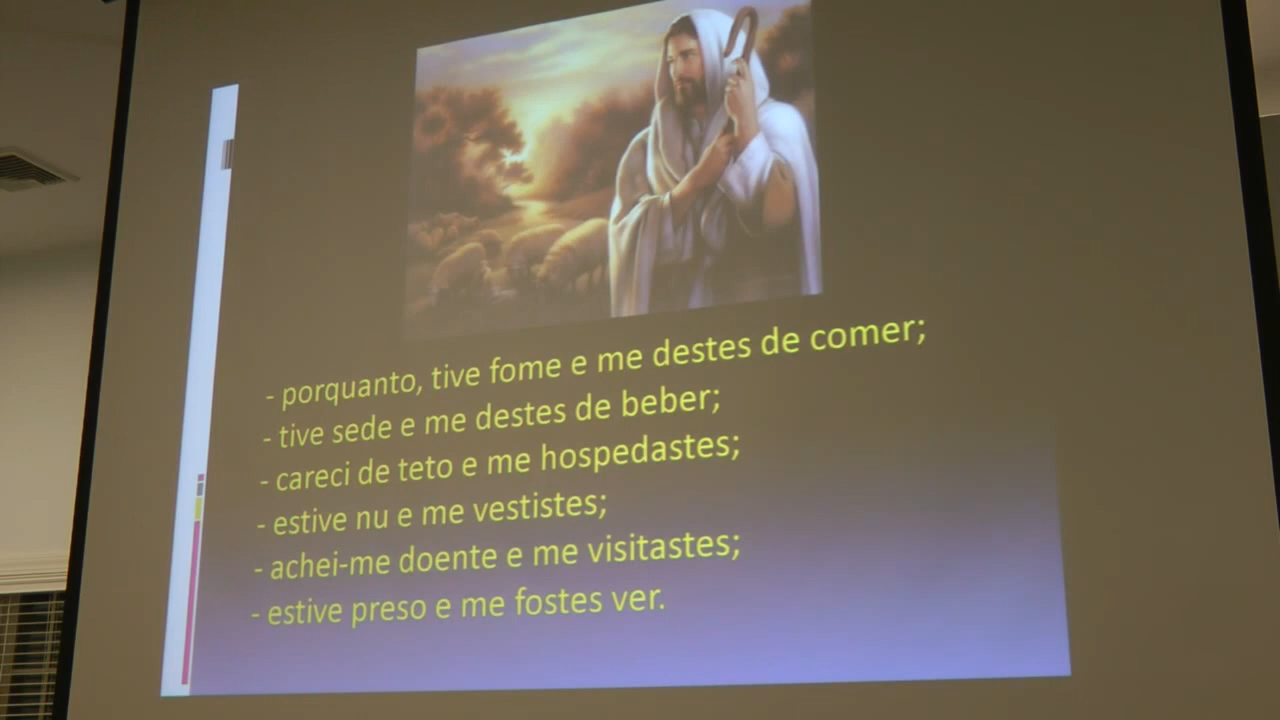 - porquanto, tive fome e me destes de comer;
- tive sede e me destes de beber;
- careci de teto e me hospedastes;
- estive nu e me vestistes;
- achei-me doente e me visitastes;
- estive preso e me fostes ver.